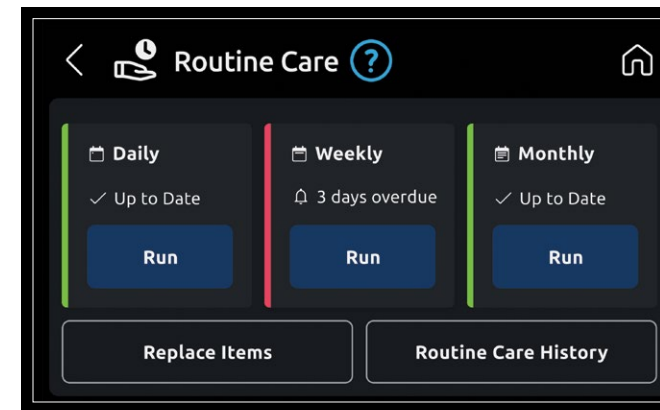 Routine Care ?
Daily
Up to Date
Run
Weekly
3 days overdue
Run
Monthly
Up to Date
Run
Replace Items
Routine Care History